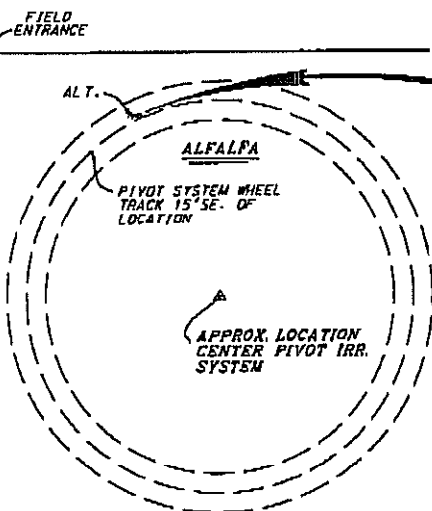 FIELD
ENTRANCE
ALT.
ALFALFA
PIVOT SYSTEM WHEEL
TRACK 15'SE. OF
LOCATION
APPROX. LOCATION
CENTER PIVOT IRR.
SYSTEM